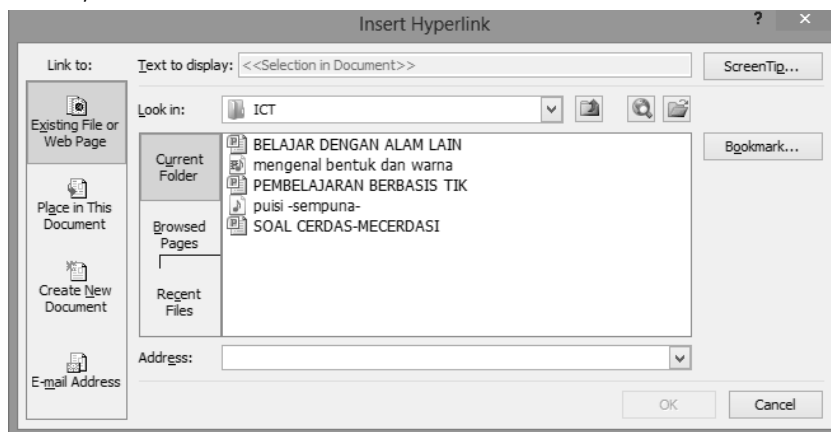 Insert Hyperlink
? ×
Link to:
Text to display: <<Selection in Document>>
ScreenTip...
Existing File or
Web Page
Look in: ICT
Current
Folder
BELAJAR DENGAN ALAM LAIN
mengenal bentuk dan warna
PEMBELAJARAN BERBASIS TIK
puisi -sempuna-
SOAL CERDAS-MECERDASI
Bookmark...
Place in This
Document
Browsed
Pages
Create New
Document
Recent
Files
E-mail Address
Address:
OK
Cancel